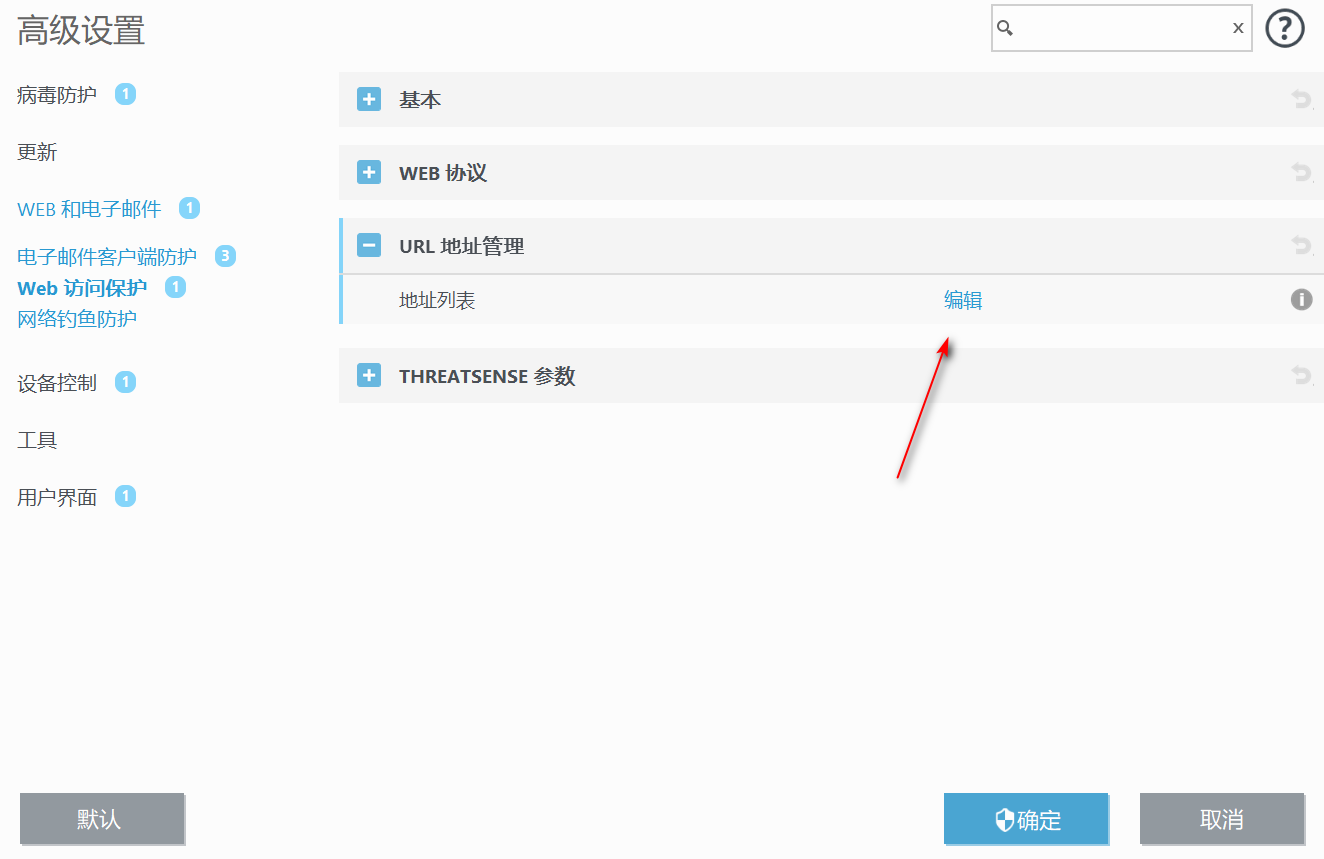 高级设置
x
?
病毒防护 1
更新
WEB 和电子邮件 1
电子邮件客户端防护 3
Web 访问保护 1
网络钓鱼防护
设备控制 1
工具
用户界面 1
基本
WEB 协议
URL 地址管理
地址列表 编辑
THREATSENSE 参数
默认 确定 取消